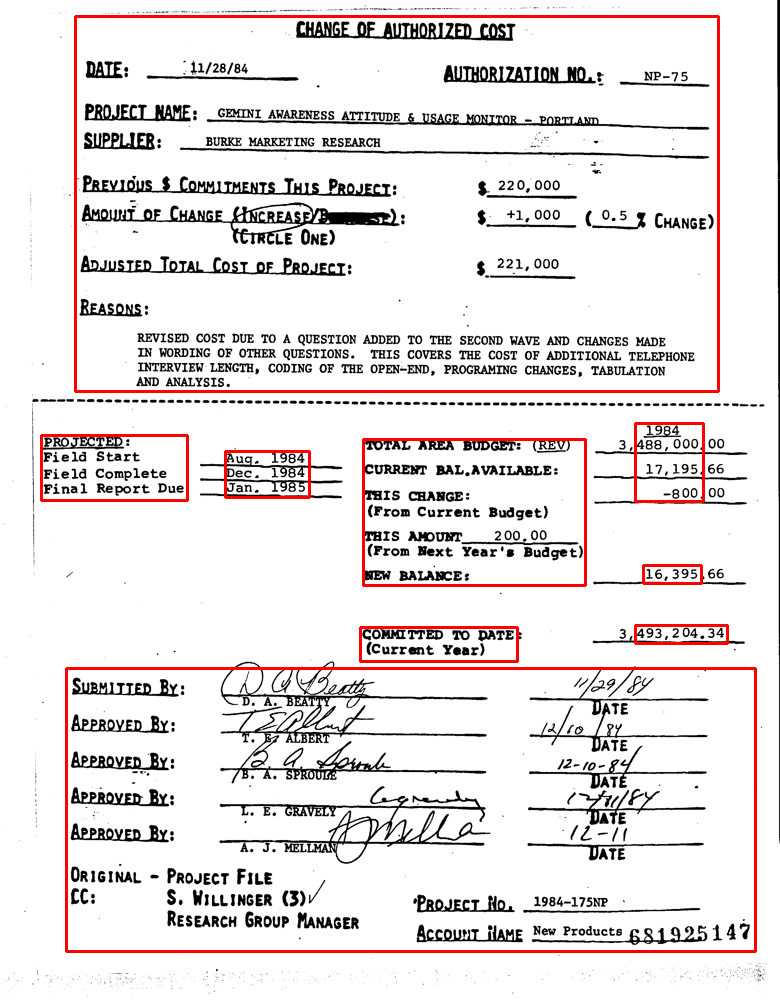 CHANGE OF AUTHORIZED COST
DATE: 11/28/84 AUTHORIZATION NO.: NP-75
PROJECT NAME: GEMINI AWARENESS ATTITUDE & USAGE MONITOR - PORTLAND
SUPPLIER: BURKE MARKETING RESEARCH
PREVIOUS $ COMMITMENTS THIS PROJECT: $ 220,000
AMOUNT OF CHANGE (INCREASE/): $ +1,000 (0.5 % CHANGE)
(CIRCLE ONE)
ADJUSTED TOTAL COST OF PROJECT: $ 221,000
REASONS:
REVISED COST DUE TO A QUESTION ADDED TO THE SECOND WAVE AND CHANGES MADE
IN WORDING OF OTHER QUESTIONS. THIS COVERS THE COST OF ADDITIONAL TELEPHONE
INTERVIEW LENGTH, CODING OF THE OPEN-END, PROGRAMING CHANGES, TABULATION
AND ANALYSIS.
1984
PROJECTED: TOTAL AREA BUDGET: (REV) 3,488,000.00
Field Start Aug. 1984
Field Complete Dec. 1984 CURRENT BAL.AVAILABLE: 17,195.66
Final Report Due Jan. 1985 THIS CHANGE: -800.00
(From Current Budget)
THIS AMOUNT 200.00
(From Next Year's Budget)
NEW BALANCE: 16,395.66
COMMITTED TO DATE: 3,493,204.34
(Current Year)
SUBMITTED BY: D. A. Beatty 11/29/84
D. A. BEATTY DATE
APPROVED BY: T E Albert 12/10/84
T. E. ALBERT DATE
APPROVED BY: B. A. Sproule 12-10-84
B. A. SPROULE DATE
APPROVED BY: Legravely 12/11/84
L. E. GRAVELY DATE
APPROVED BY: AJMellman 12-11
A. J. MELLMAN DATE
ORIGINAL - PROJECT FILE
CC: S. WILLINGER (3)✓ PROJECT NO. 1984-175NP
RESEARCH GROUP MANAGER
ACCOUNT NAME New Products 681925147